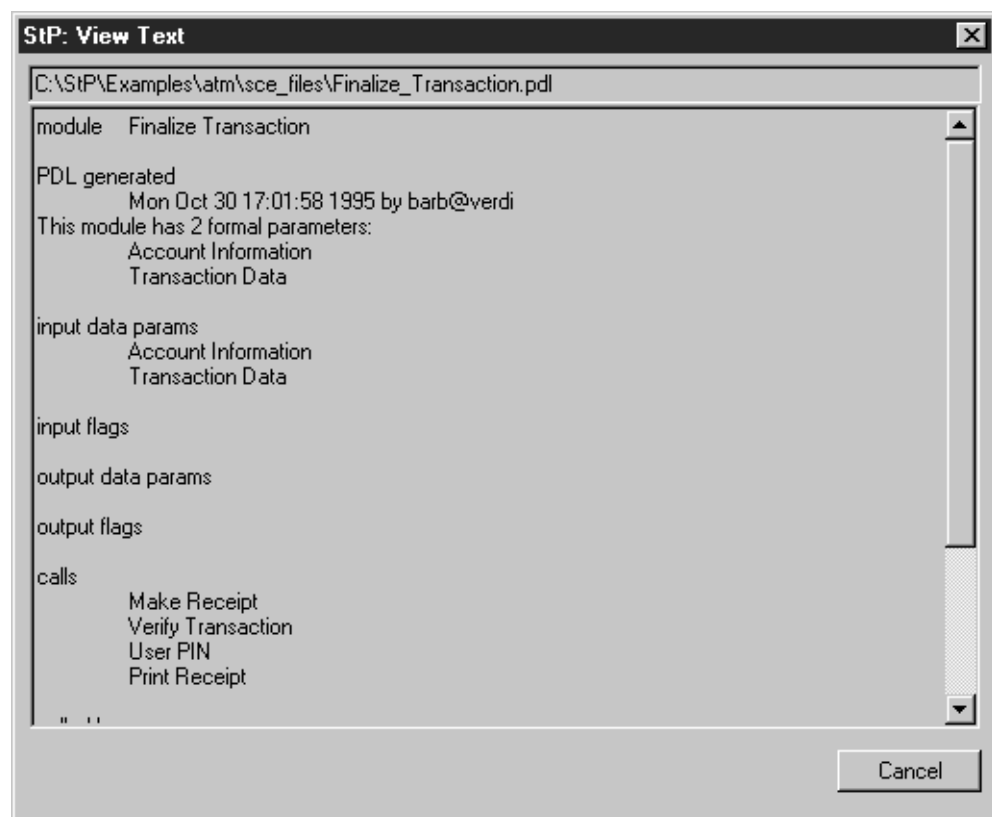 StP: View Text
C:\StP\Examples\atm\sce_files\Finalize_Transaction.pdl
module Finalize Transaction
PDL generated
Mon Oct 30 17:01:58 1995 by barb@verdi
This module has 2 formal parameters:
Account Information
Transaction Data
input data params
Account Information
Transaction Data
input flags
output data params
output flags
calls
Make Receipt
Verify Transaction
User PIN
Print Receipt
Cancel